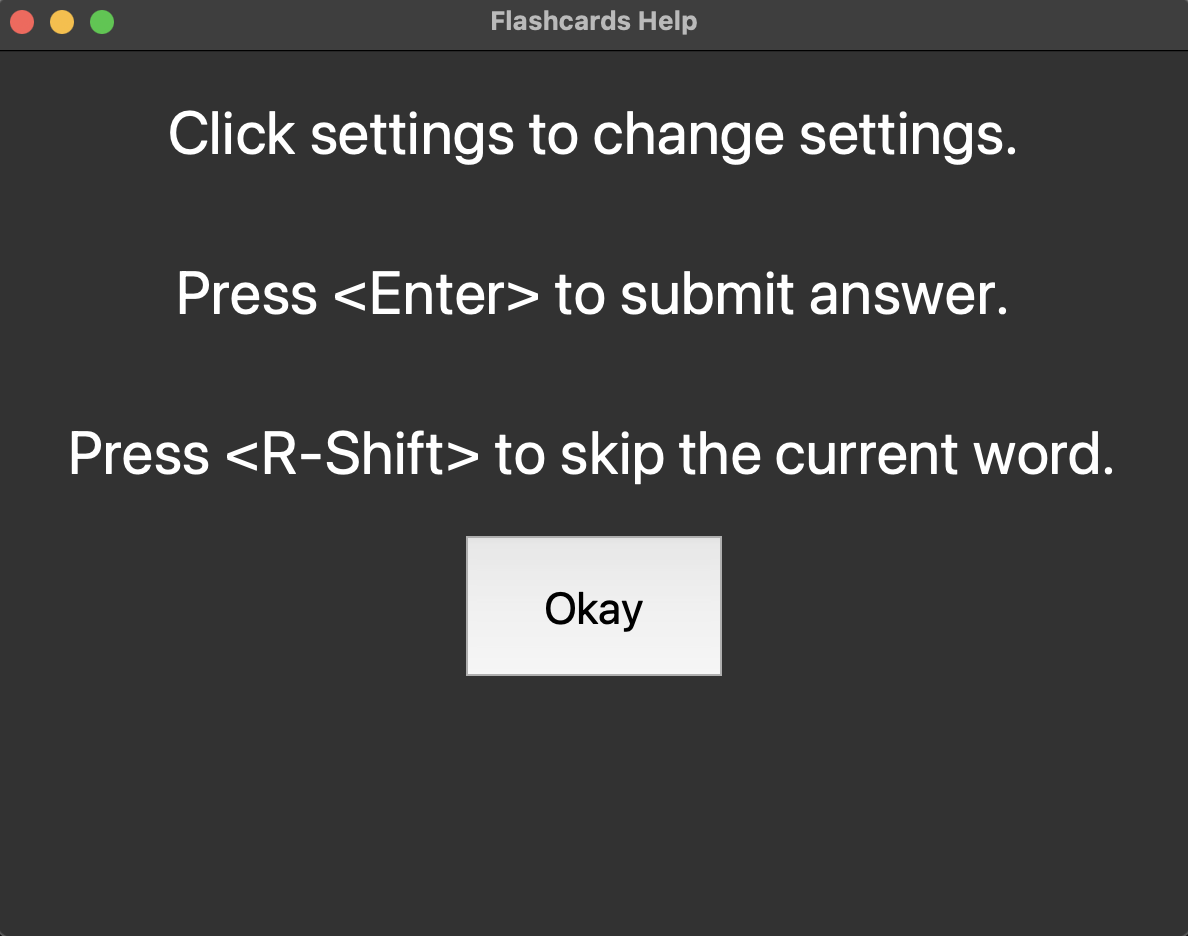 Flashcards Help
Click settings to change settings.
Press <Enter> to submit answer.
Press <R-Shift> to skip the current word.
Okay